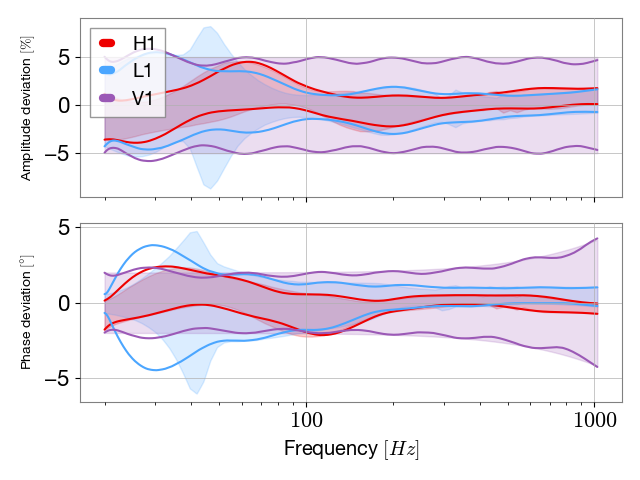 Amplitude deviation [%]
5
0
−5
H1
L1
V1
Phase deviation [°]
5
0
−5
100
1000
Frequency [Hz]